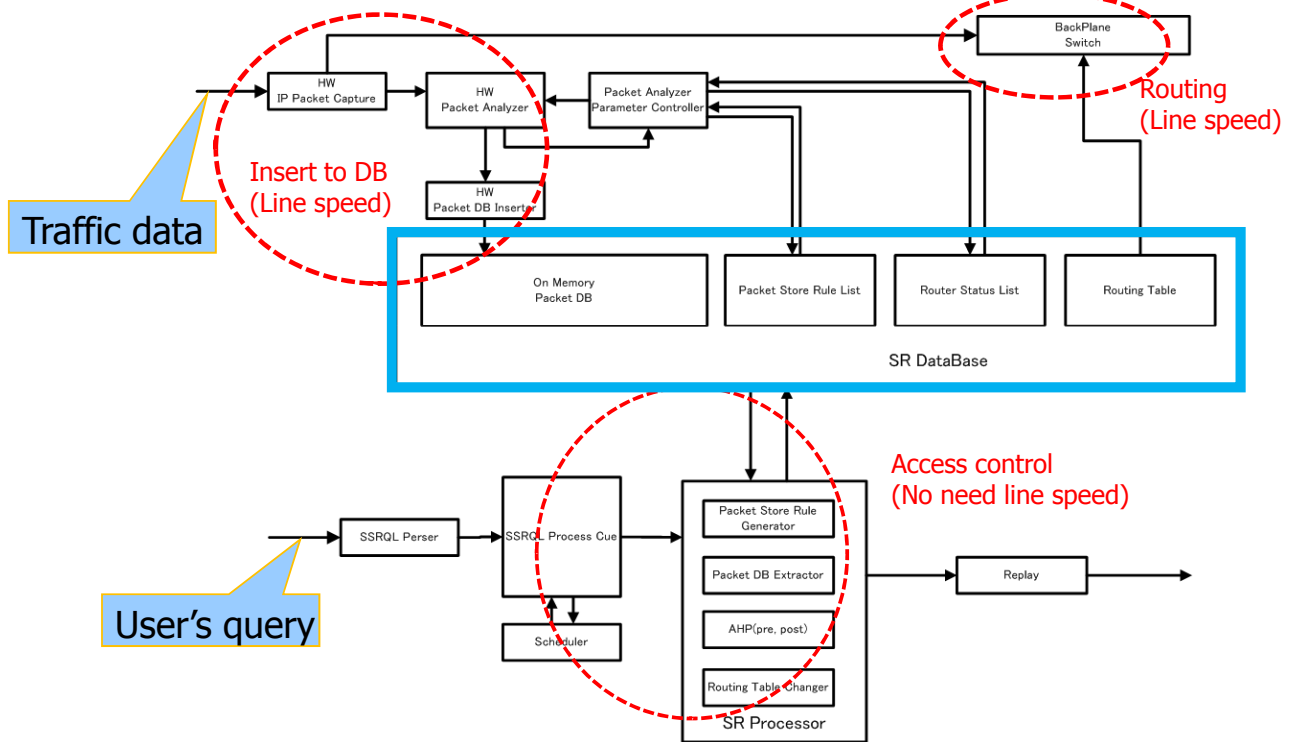 BackPlane
Switch
HW
IP Packet Capture
HW
Packet Analyzer
Packet Analyzer
Parameter Controller
Routing
(Line speed)
Insert to DB
(Line speed)
HW
Packet DB Inserter
Traffic data
On Memory
Packet DB
Packet Store Rule List
Router Status List
Routing Table
SR DataBase
Access control
(No need line speed)
SSRQL Perser
SSRQL Process Cue
Packet Store Rule
Generator
Packet DB Extractor
Replay
User's query
Scheduler
AHP(pre, post)
Routing Table Changer
SR Processor